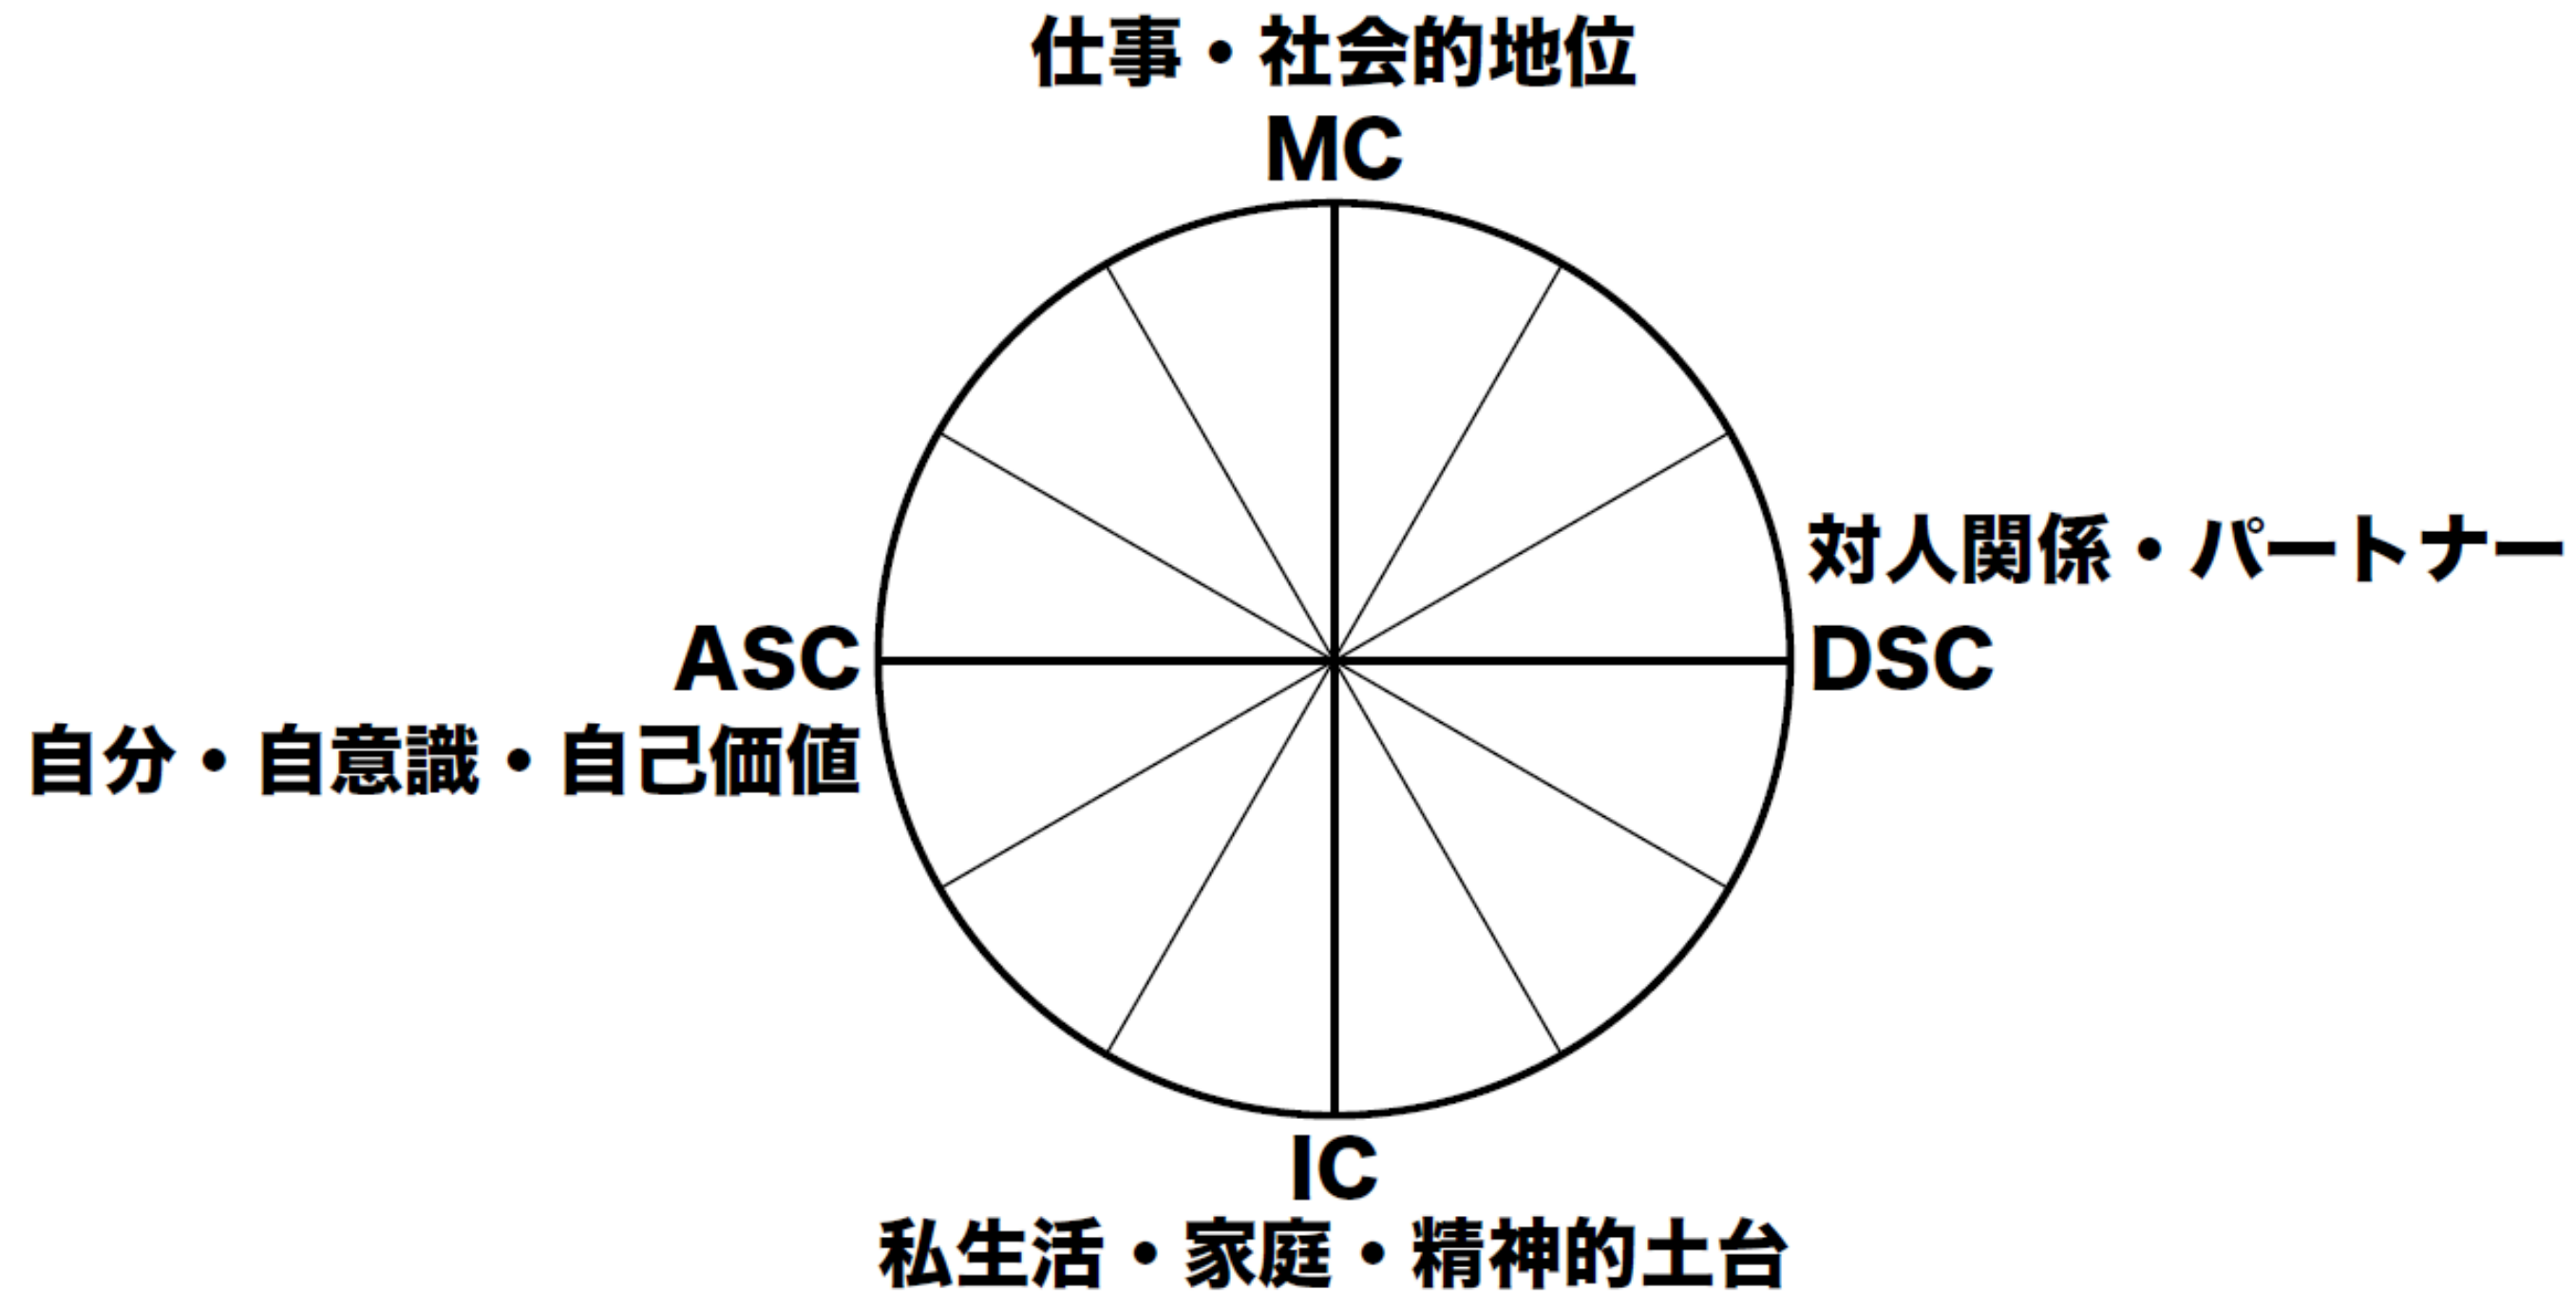 仕事・社会的地位
MC
対人関係・パートナー
ASC
DSC
自分・自意識・自己価値
IC
私生活・家庭・精神的土台